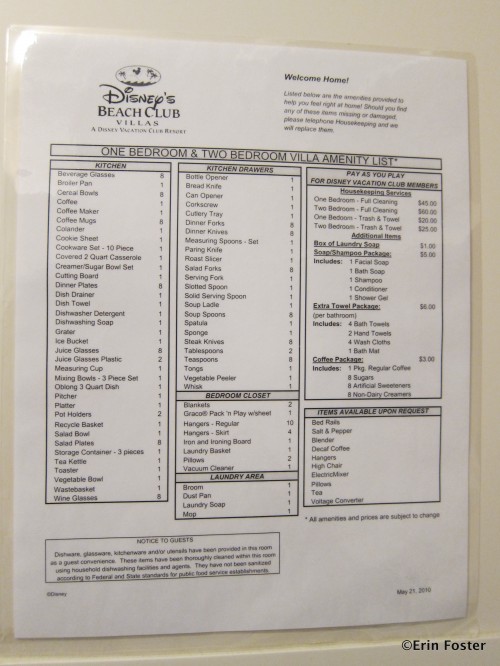 Disney's
BEACH CLUB
VILLAS
A DISNEY VACATION CLUB RESORT
Welcome Home!
Listed below are the amenities provided to
help you feel right at home! Should you find
any of these items missing or damaged,
please telephone Housekeeping and we
will replace them.
ONE BEDROOM & TWO BEDROOM VILLA AMENITY LIST*
KITCHEN
Beverage Glasses 8
Broiler Pan 1
Cereal Bowls 8
Coffee 1
Coffee Maker 1
Coffee Mugs 8
Colander 1
Cookie Sheet 1
Cookware Set - 10 Piece 1
Covered 2 Quart Casserole 1
Creamer/Sugar Bowl Set 1
Cutting Board 1
Dinner Plates 8
Dish Drainer 1
Dish Towel 1
Dishwasher Detergent 1
Dishwashing Soap 1
Grater 1
Ice Bucket 1
Juice Glasses 8
Juice Glasses Plastic 2
Measuring Cup 1
Mixing Bowls - 3 Piece Set 1
Oblong 3 Quart Dish 1
Pitcher 1
Platter 1
Pot Holders 2
Recycle Basket 1
Salad Bowl 1
Salad Plates 8
Storage Container - 3 pieces 1
Tea Kettle 1
Toaster 1
Vegetable Bowl 1
Wastebasket 1
Wine Glasses 8
KITCHEN DRAWERS
Bottle Opener 1
Bread Knife 1
Can Opener 1
Corkscrew 1
Cutlery Tray 1
Dinner Forks 8
Dinner Knives 8
Measuring Spoons - Set 1
Paring Knife 1
Roast Slicer 1
Salad Forks 8
Serving Fork 1
Slotted Spoon 1
Solid Serving Spoon 1
Soup Ladle 1
Soup Spoons 8
Spatula 1
Sponge 1
Steak Knives 8
Tablespoons 2
Teaspoons 8
Tongs 1
Vegetable Peeler 1
Whisk 1
BEDROOM CLOSET
Blankets 2
Graco® Pack 'n Play w/sheet 1
Hangers - Regular 10
Hangers - Skirt 4
Iron and Ironing Board 1
Laundry Basket 1
Pillows 2
Vacuum Cleaner 1
LAUNDRY AREA
Broom 1
Dust Pan 1
Laundry Soap 1
Mop 1
PAY AS YOU PLAY
FOR DISNEY VACATION CLUB MEMBERS
Housekeeping Services
One Bedroom - Full Cleaning $45.00
Two Bedroom - Full Cleaning $60.00
One Bedroom - Trash & Towel $20.00
Two Bedroom - Trash & Towel $25.00
Additional Items
Box of Laundry Soap $1.00
Soap/Shampoo Package: $5.00
Includes: 1 Facial Soap
1 Bath Soap
1 Shampoo
1 Conditioner
1 Shower Gel
Extra Towel Package: $6.00
(per bathroom)
Includes: 4 Bath Towels
2 Hand Towels
4 Wash Cloths
1 Bath Mat
Coffee Package: $3.00
Includes: 1 Pkg. Regular Coffee
8 Sugars
8 Artificial Sweeteners
8 Non-Dairy Creamers
ITEMS AVAILABLE UPON REQUEST
Bed Rails
Salt & Pepper
Blender
Decaf Coffee
Hangers
High Chair
ElectricMixer
Pillows
Tea
Voltage Converter
* All amenities and prices are subject to change
NOTICE TO GUESTS
Dishware, glassware, kitchenware and/or utensils have been provided in this room
as a guest convenience. These items have been thoroughly cleaned within this room
using household dishwashing facilities and agents. They have not been sanitized
according to Federal and State standards for public food service establishments.
©Disney
May 21, 2010
©Erin Foster